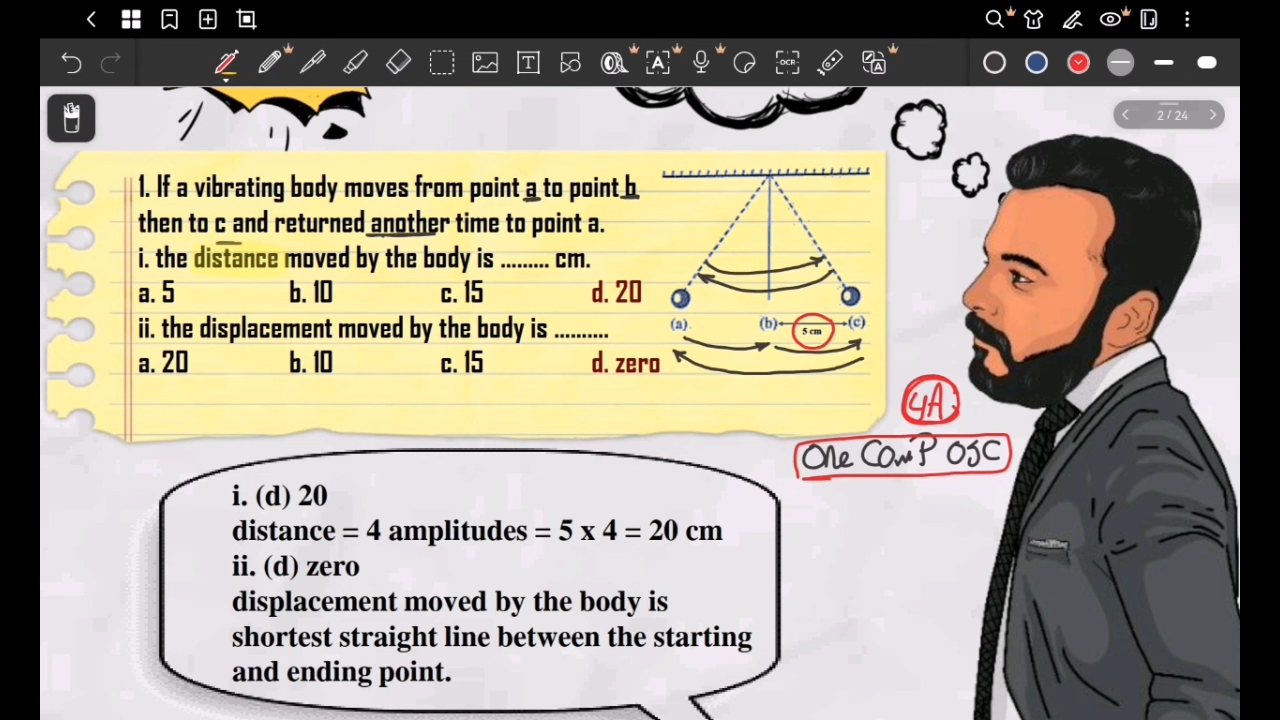 2 / 24
1. If a vibrating body moves from point a to point b
then to c and returned another time to point a.
i. the distance moved by the body is ......... cm.
a. 5 b. 10 c. 15 d. 20
ii. the displacement moved by the body is ..........
a. 20 b. 10 c. 15 d. zero
(a) (b) 5 cm (c)
4A
One Comp OSC
i. (d) 20
distance = 4 amplitudes = 5 x 4 = 20 cm
ii. (d) zero
displacement moved by the body is
shortest straight line between the starting
and ending point.
OCR